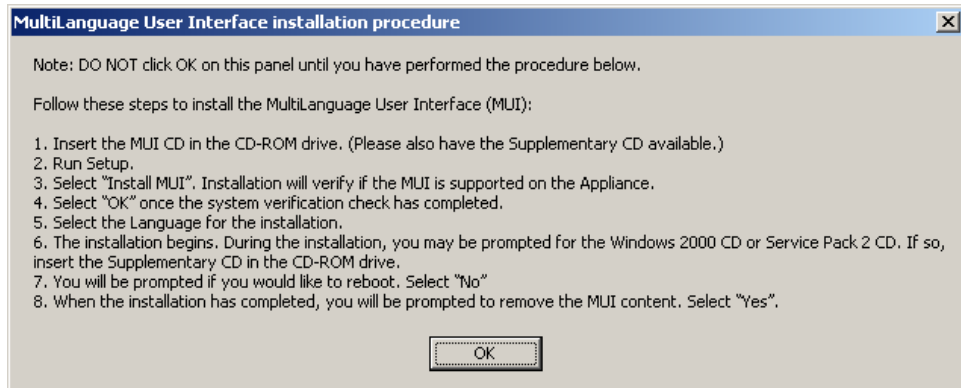 MultiLanguage User Interface installation procedure
Note: DO NOT click OK on this panel until you have performed the procedure below.
Follow these steps to install the MultiLanguage User Interface (MUI):
1. Insert the MUI CD in the CD-ROM drive. (Please also have the Supplementary CD available.)
2. Run Setup.
3. Select "Install MUI". Installation will verify if the MUI is supported on the Appliance.
4. Select "OK" once the system verification check has completed.
5. Select the Language for the installation.
6. The installation begins. During the installation, you may be prompted for the Windows 2000 CD or Service Pack 2 CD. If so,
insert the Supplementary CD in the CD-ROM drive.
7. You will be prompted if you would like to reboot. Select "No"
8. When the installation has completed, you will be prompted to remove the MUI content. Select "Yes".
OK